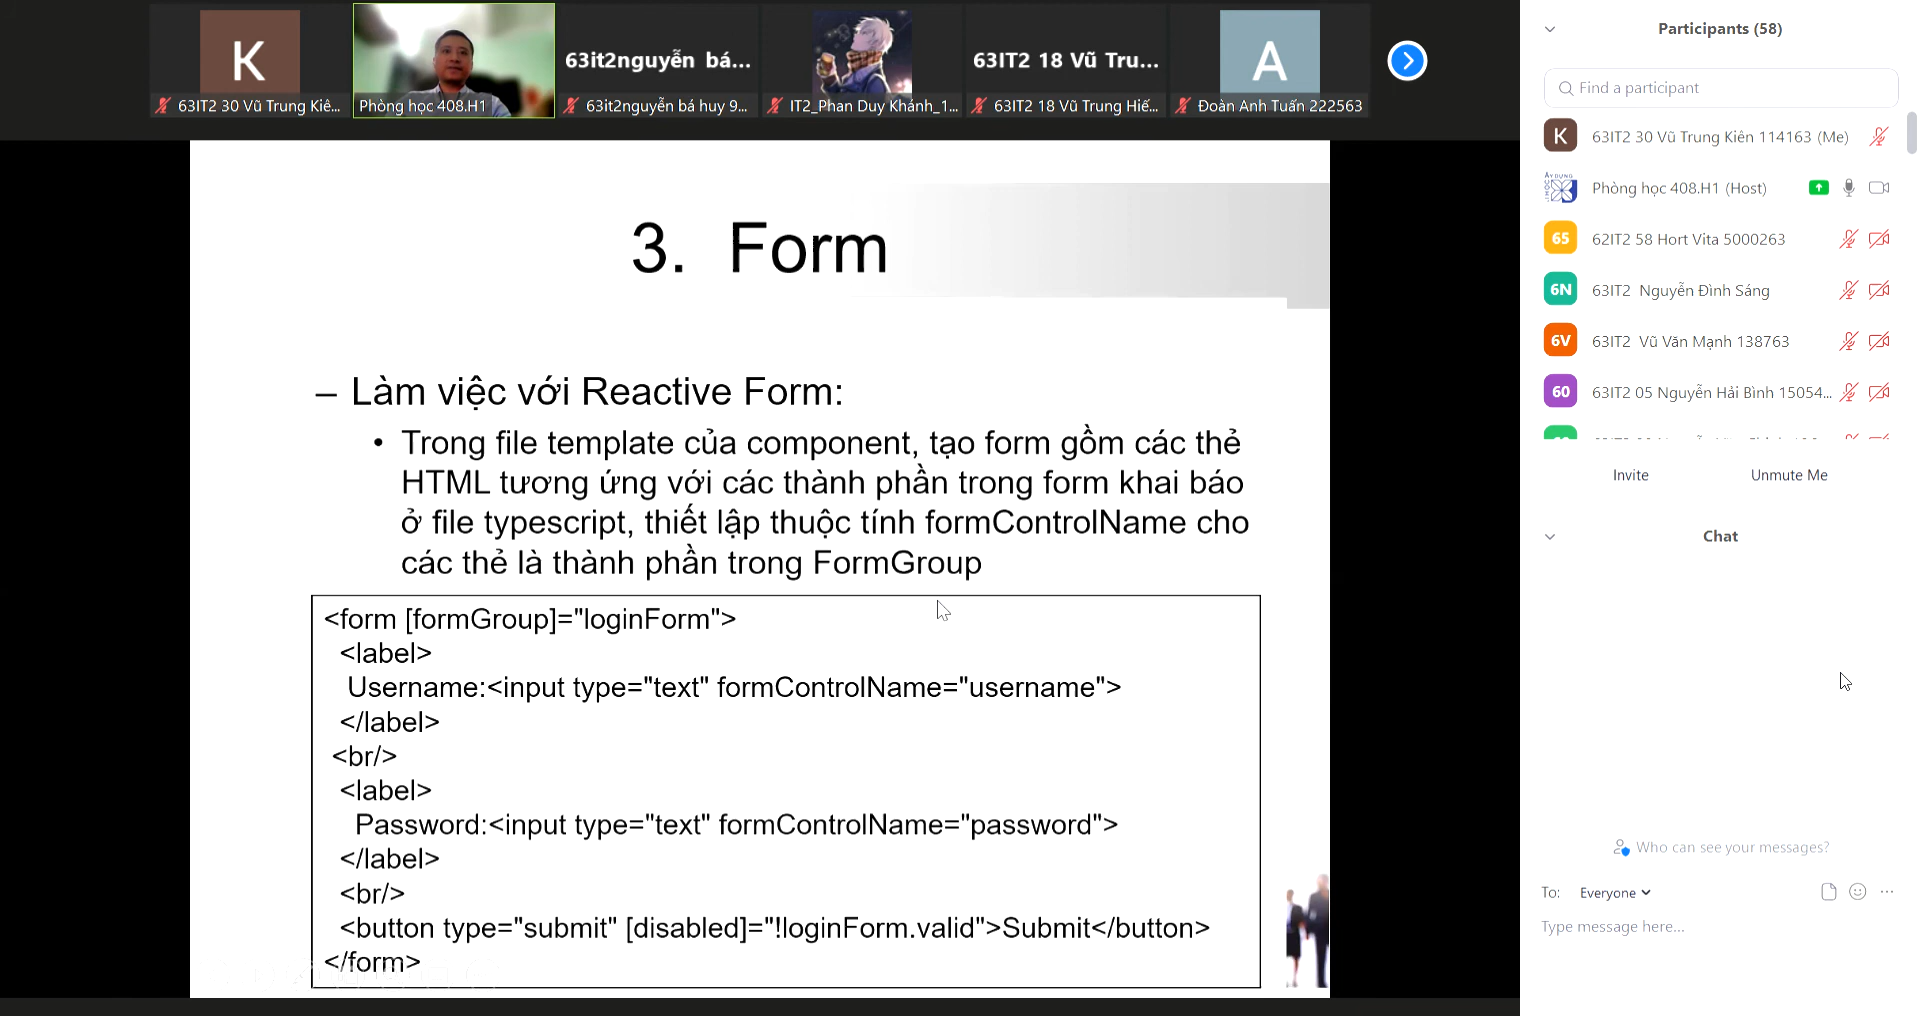 K
63IT2 30 Vũ Trung Kiê...
Phòng học 408.H1
63it2nguyễn bá...
63it2nguyễn bá huy 9...
IT2_Phan Duy Khánh_1...
63IT2 18 Vũ Tru...
63IT2 18 Vũ Trung Hiế...
A
Đoàn Anh Tuấn 222563
3. Form
– Làm việc với Reactive Form:
• Trong file template của component, tạo form gồm các thẻ
HTML tương ứng với các thành phần trong form khai báo
ở file typescript, thiết lập thuộc tính formControlName cho
các thẻ là thành phần trong FormGroup
<form [formGroup]="loginForm">
<label>
Username:<input type="text" formControlName="username">
</label>
<br/>
<label>
Password:<input type="text" formControlName="password">
</label>
<br/>
<button type="submit" [disabled]="!loginForm.valid">Submit</button>
</form>
Participants (58)
Find a participant
K 63IT2 30 Vũ Trung Kiên 114163 (Me)
Phòng học 408.H1 (Host)
65 62IT2 58 Hort Vita 5000263
6N 63IT2 Nguyễn Đình Sáng
6V 63IT2 Vũ Văn Mạnh 138763
60 63IT2 05 Nguyễn Hải Bình 15054...
Invite Unmute Me
Chat
Who can see your messages?
To: Everyone
Type message here...